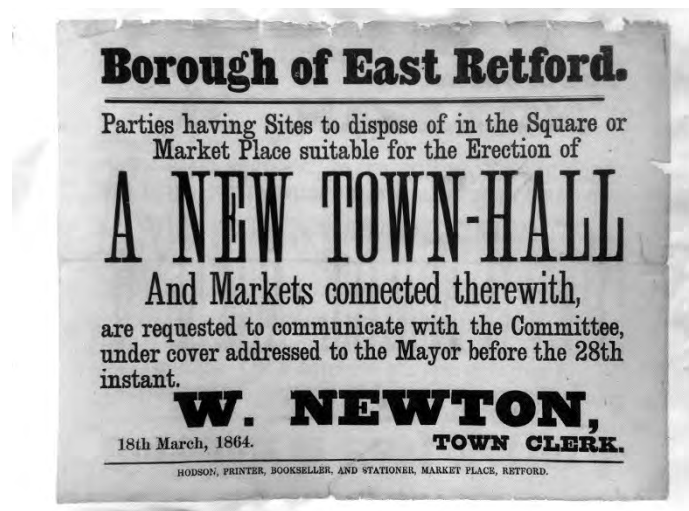 Borough of East Retford.
Parties having Sites to dispose of in the Square or
Market Place suitable for the Erection of
A NEW TOWN-HALL
And Markets connected therewith,
are requested to communicate with the Committee,
under cover addressed to the Mayor before the 28th
instant.
W. NEWTON,
18th March, 1864. TOWN CLERK.
HODSON, PRINTER, BOOKSELLER, AND STATIONER, MARKET PLACE, RETFORD.